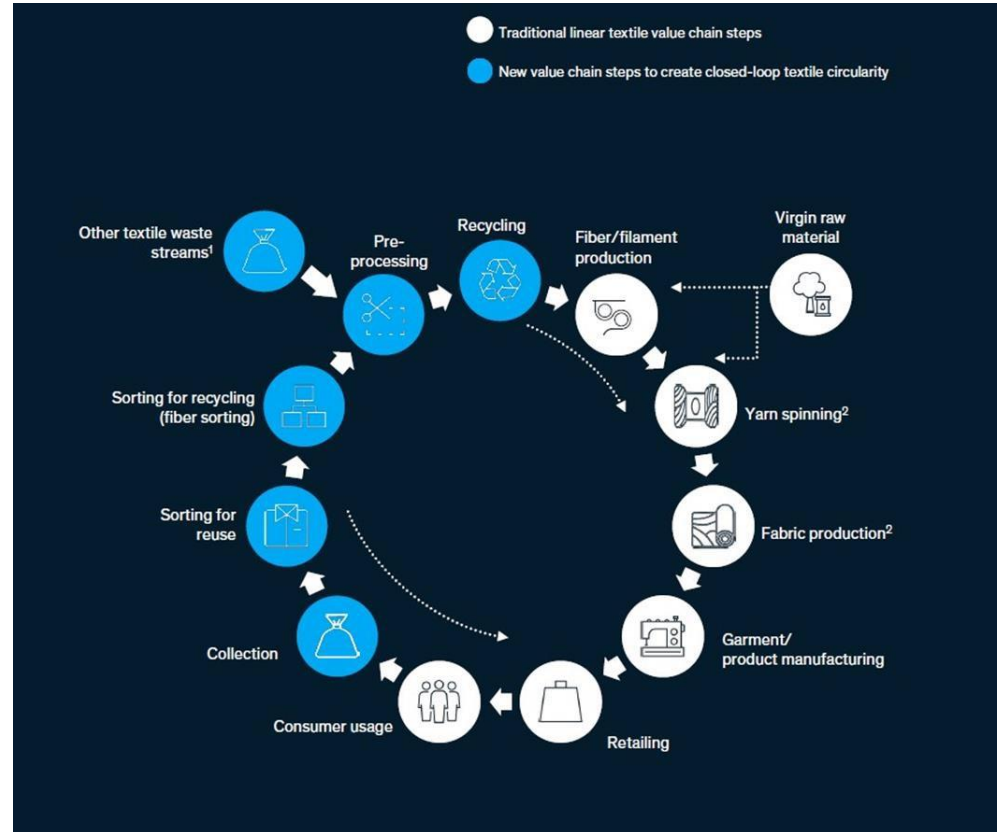 Traditional linear textile value chain steps
New value chain steps to create closed-loop textile circularity
Other textile waste
streams¹
Pre-
processing
Recycling
Fiber/filament
production
Virgin raw
material
Sorting for recycling
(fiber sorting)
Yarn spinning²
Sorting for
reuse
Fabric production²
Collection
Garment/
product manufacturing
Consumer usage
Retailing